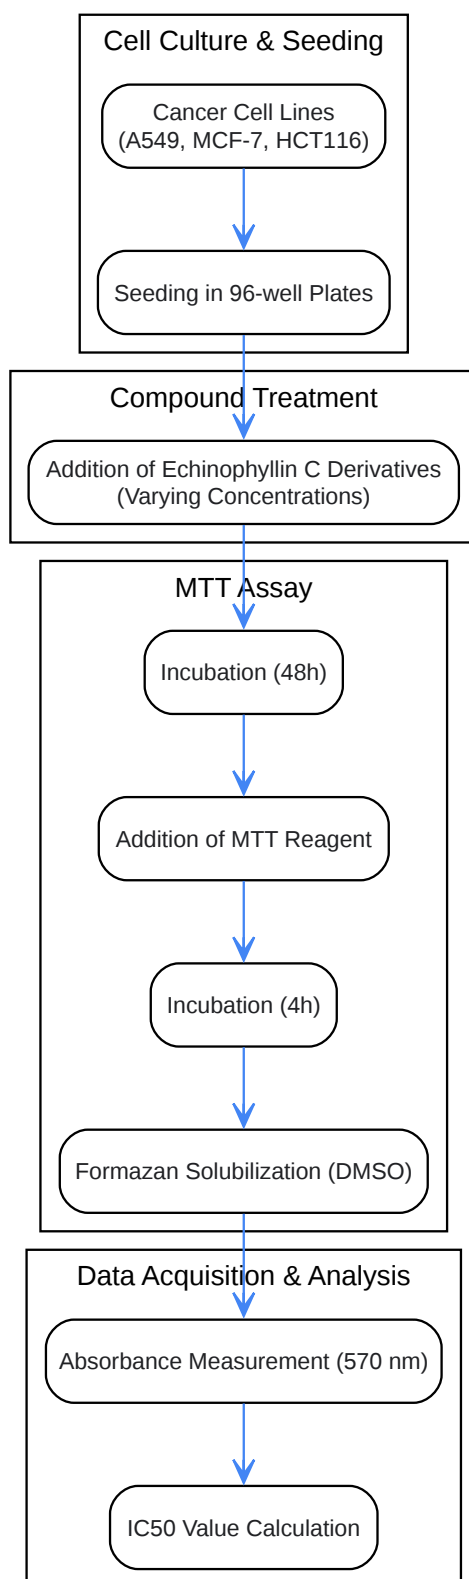 Cell Culture & Seeding
Cancer Cell Lines
(A549, MCF-7, HCT116)
Seeding in 96-well Plates
Compound Treatment
Addition of Echinophyllin C Derivatives
(Varying Concentrations)
MTT Assay
Incubation (48h)
Addition of MTT Reagent
Incubation (4h)
Formazan Solubilization (DMSO)
Data Acquisition & Analysis
Absorbance Measurement (570 nm)
IC50 Value Calculation